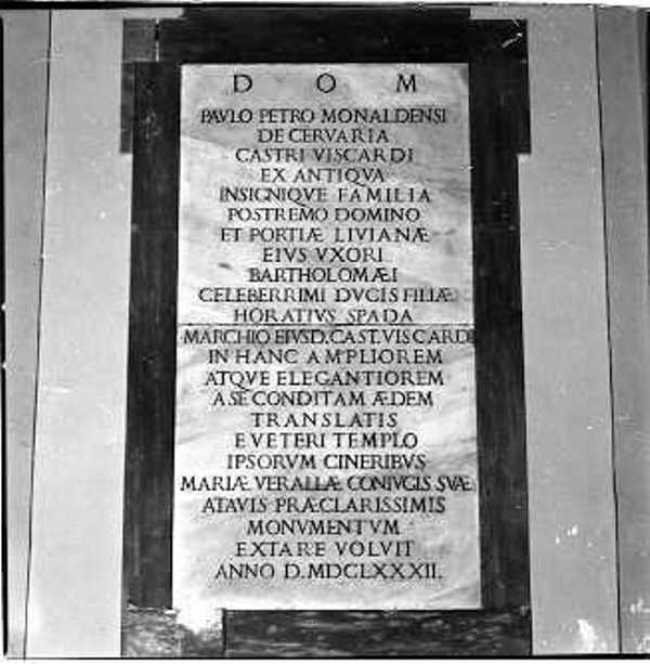 D O M
PAVLO PETRO MONALDENSI
DE CERVARIA
CASTRI VISCARDI
EX ANTIQVA
INSIGNIQVE FAMILIA
POSTREMO DOMINO
ET PORTIÆ LIVIANÆ
EIVS VXORI
BARTHOLOMÆI
CELEBERRIMI DVCIS FILIÆ
HORATIVS SPADA
MARCHIO EIVSD. CAST. VISCARDI
IN HANC AMPLIOREM
ATQVE ELEGANTIOREM
A SE CONDITAM ÆDEM
TRANSLATIS
E VETERI TEMPLO
IPSORVM CINERIBVS
MARIÆ VERALLÆ CONIVGIS SVÆ
ATAVIS PRÆCLARISSIMIS
MONVMENTVM
EXTARE VOLVIT
ANNO D. MDCLXXXII.